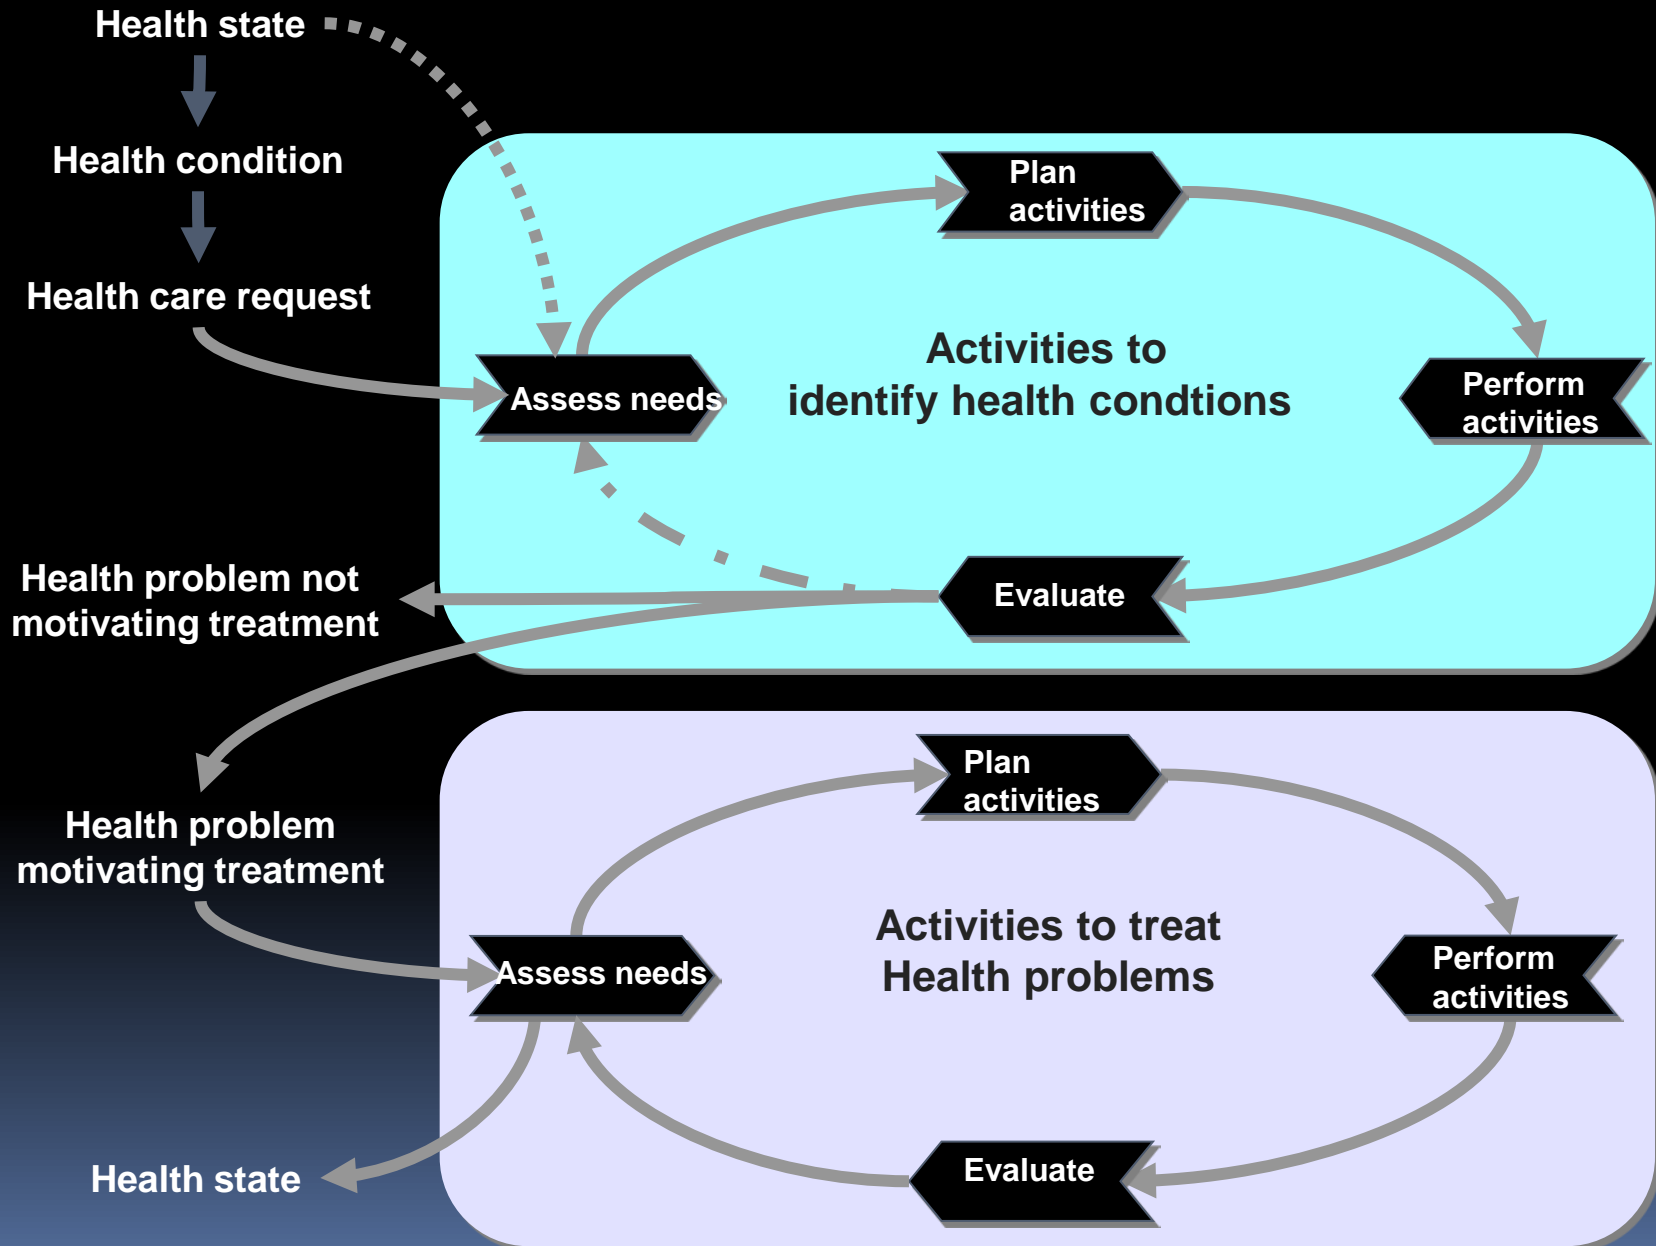 Health state
Health condition
Health care request
Plan
activities
Activities to
identify health condtions
Assess needs
Perform
activities
Evaluate
Health problem not
motivating treatment
Health problem
motivating treatment
Plan
activities
Activities to treat
Health problems
Assess needs
Perform
activities
Evaluate
Health state